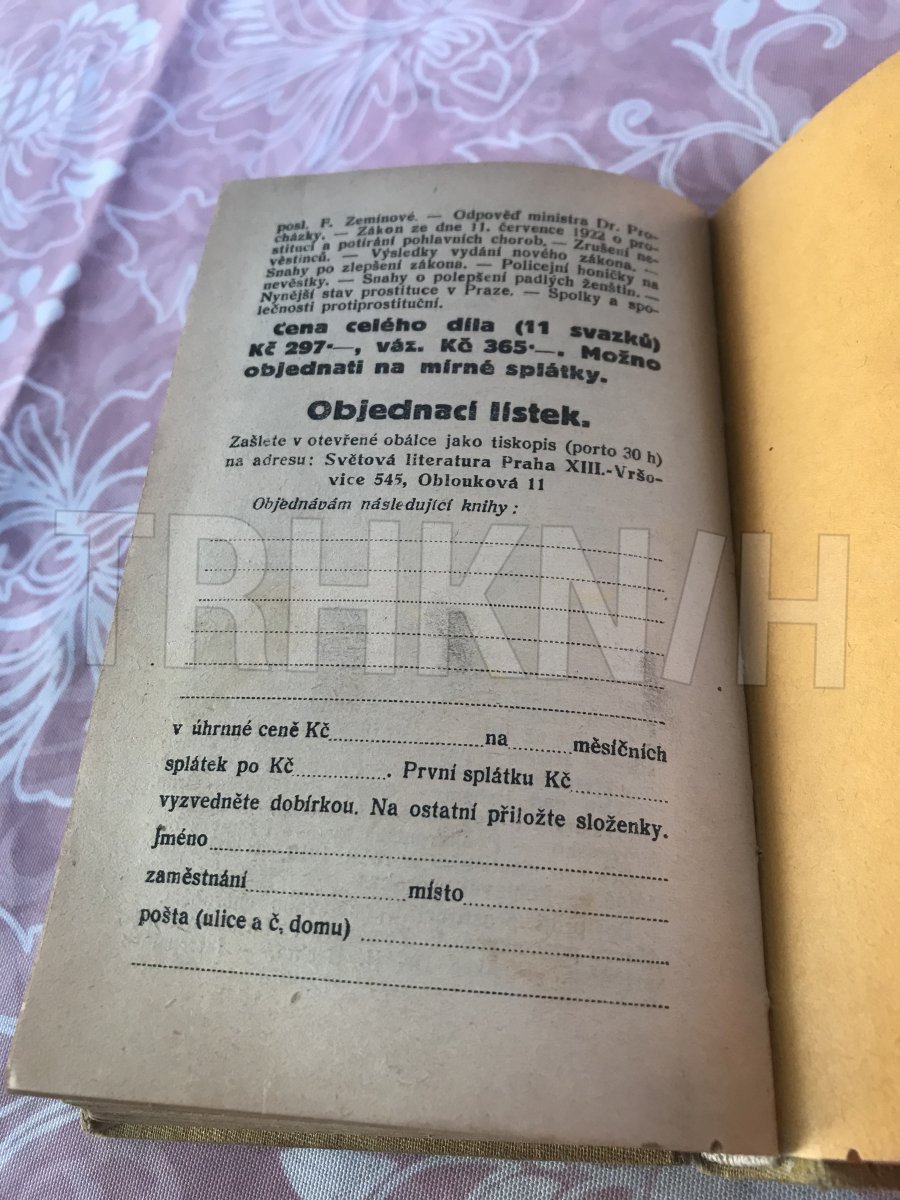 posl. F. Zemínové. — Odpověď ministra Dr. Pro-
cházky. — Zákon ze dne 11. července 1922 o pro-
stituci a potírání pohlavních chorob. — Zrušení ne-
věstinců. — Výsledky vydání nového zákona. —
Snahy po zlepšení zákona. — Policejní honičky na
nevěstky. — Snahy o polepšení padlých ženštin. —
Nynější stav prostituce v Praze. — Spolky a spo-
lečnosti protiprostituční.
Cena celého díla (11 svazků)
Kč 297·—, váz. Kč 365·—. Možno
objednati na mírné splátky.
Objednací lístek.
Zašlete v otevřené obálce jako tiskopis (porto 30 h)
na adresu: Světová literatura Praha XIII.-Vršo-
vice 545, Oblouková 11
Objednávám následující knihy:
TRHKNIH
v úhrnné ceně Kč na měsíčních
splátek po Kč . První splátku Kč
vyzvedněte dobírkou. Na ostatní přiložte složenky.
Jméno
zaměstnání místo
pošta (ulice a č. domu)